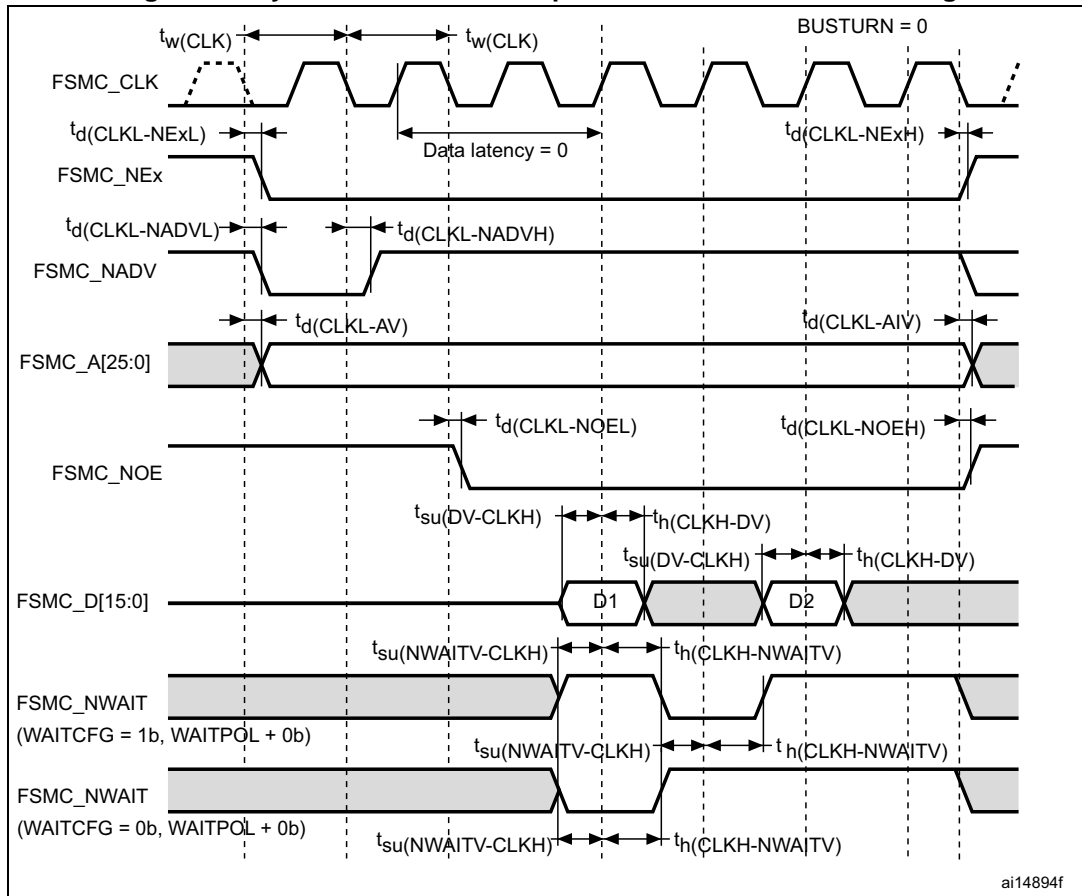 BUSTURN = 0
tw(CLK) tw(CLK)
FSMC_CLK
td(CLKL-NExL) Data latency = 0 td(CLKL-NExH)
FSMC_NEx
td(CLKL-NADVL) td(CLKL-NADVH)
FSMC_NADV
td(CLKL-AV) td(CLKL-AIV)
FSMC_A[25:0]
td(CLKL-NOEL) td(CLKL-NOEH)
FSMC_NOE
tsu(DV-CLKH) th(CLKH-DV)
tsu(DV-CLKH) th(CLKH-DV)
FSMC_D[15:0] D1 D2
tsu(NWAITV-CLKH) th(CLKH-NWAITV)
FSMC_NWAIT
(WAITCFG = 1b, WAITPOL + 0b)
tsu(NWAITV-CLKH) th(CLKH-NWAITV)
FSMC_NWAIT
(WAITCFG = 0b, WAITPOL + 0b)
tsu(NWAITV-CLKH) th(CLKH-NWAITV)
ai14894f